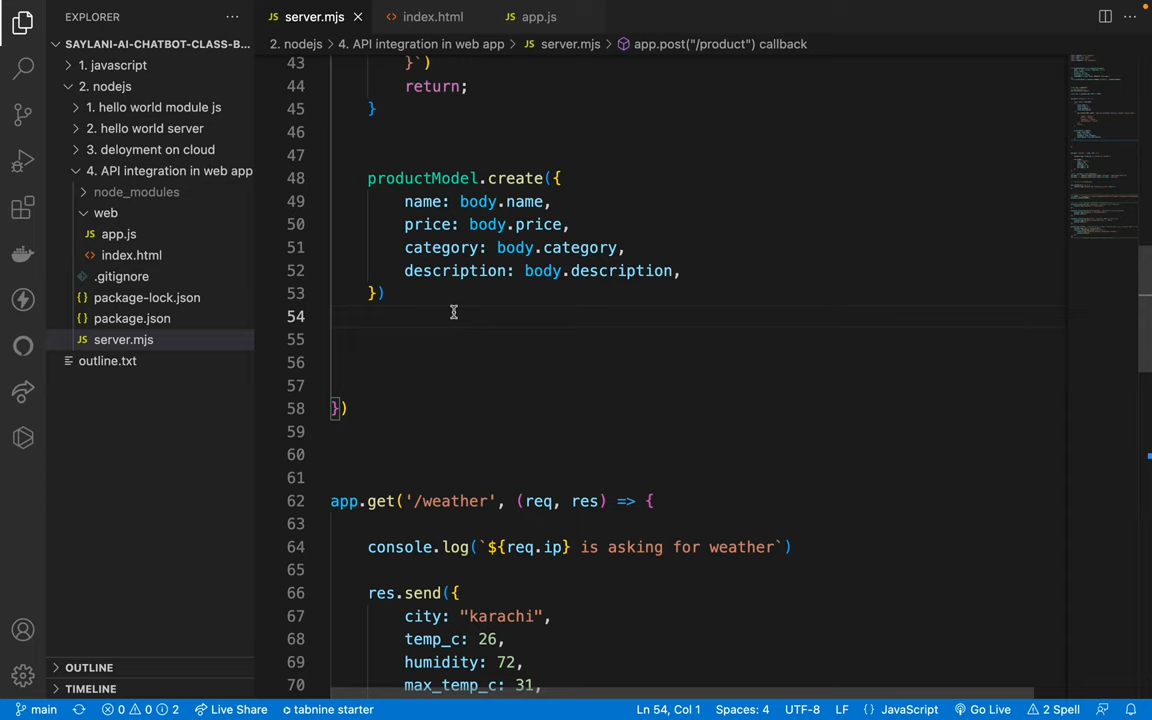 EXPLORER
server.mjs
index.html
app.js
SAYLANI-AI-CHATBOT-CLASS-B...
1. javascript
2. nodejs
1. hello world module js
2. hello world server
3. deloyment on cloud
4. API integration in web app
node_modules
web
JS app.js
<> index.html
.gitignore
{} package-lock.json
{} package.json
JS server.mjs
outline.txt
OUTLINE
TIMELINE
2. nodejs > 4. API integration in web app > JS server.mjs > app.post("/product") callback
43 }`)
44 return;
45 }
46
47
48 productModel.create({
49 name: body.name,
50 price: body.price,
51 category: body.category,
52 description: body.description,
53 })
54
55
56
57
58 })
59
60
61
62 app.get('/weather', (req, res) => {
63
64 console.log(`${req.ip} is asking for weather`)
65
66 res.send({
67 city: "karachi",
68 temp_c: 26,
69 humidity: 72,
70 max_temp_c: 31,
main 0 0 2 Live Share tabnine starter Ln 54, Col 1 Spaces: 4 UTF-8 LF {} JavaScript Go Live 2 Spell